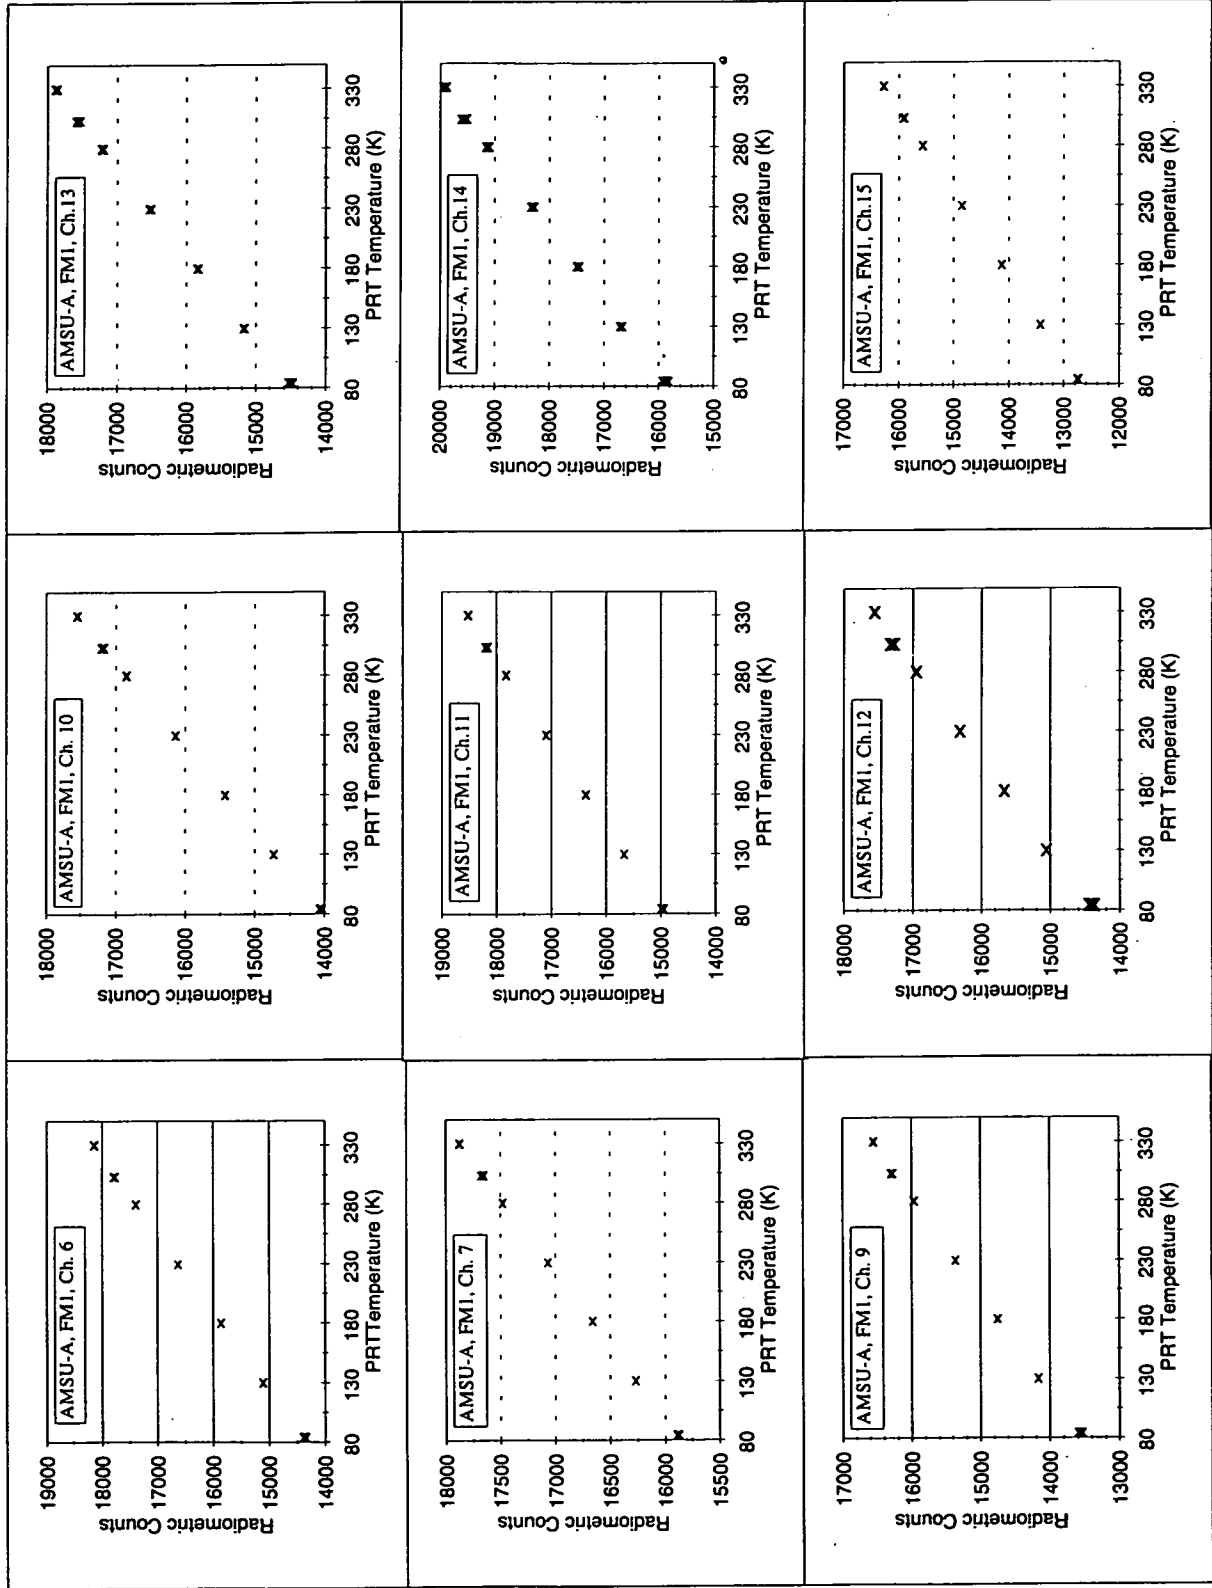 AMSU-A, FM1, Ch. 6
Radiometric Counts
19000
18000
17000
16000
15000
14000
80 130 180 230 280 330
PRTTemperature (K)
AMSU-A, FM1, Ch. 10
Radiometric Counts
18000
17000
16000
15000
14000
80 130 180 230 280 330
PRT Temperature (K)
AMSU-A, FM1, Ch.13
Radiometric Counts
18000
17000
16000
15000
14000
80 130 180 230 280 330
PRT Temperature (K)
AMSU-A, FM1, Ch. 7
Radiometric Counts
18000
17500
17000
16500
16000
15500
80 130 180 230 280 330
PRT Temperature (K)
AMSU-A, FM1, Ch.11
Radiometric Counts
19000
18000
17000
16000
15000
14000
80 130 180 230 280 330
PRT Temperature (K)
AMSU-A, FM1, Ch.14
Radiometric Counts
20000
19000
18000
17000
16000
15000
80 130 180 230 280 330
PRT Temperature (K)
AMSU-A, FM1, Ch. 9
Radiometric Counts
17000
16000
15000
14000
13000
80 130 180 230 280 330
PRT Temperature (K)
AMSU-A, FM1, Ch.12
Radiometric Counts
18000
17000
16000
15000
14000
80 130 180 230 280 330
PRT Temperature (K)
AMSU-A, FM1, Ch.15
Radiometric Counts
17000
16000
15000
14000
13000
12000
80 130 180 230 280 330
PRT Temperature (K)